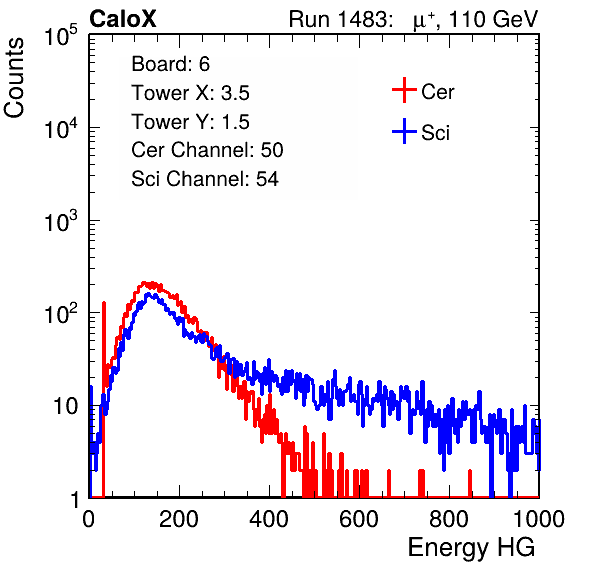 CaloX
Run 1483: μ⁺, 110 GeV
Counts
10⁵
10⁴
10³
10²
10
1
Board: 6
Tower X: 3.5
Tower Y: 1.5
Cer Channel: 50
Sci Channel: 54
Cer
Sci
0 200 400 600 800 1000
Energy HG